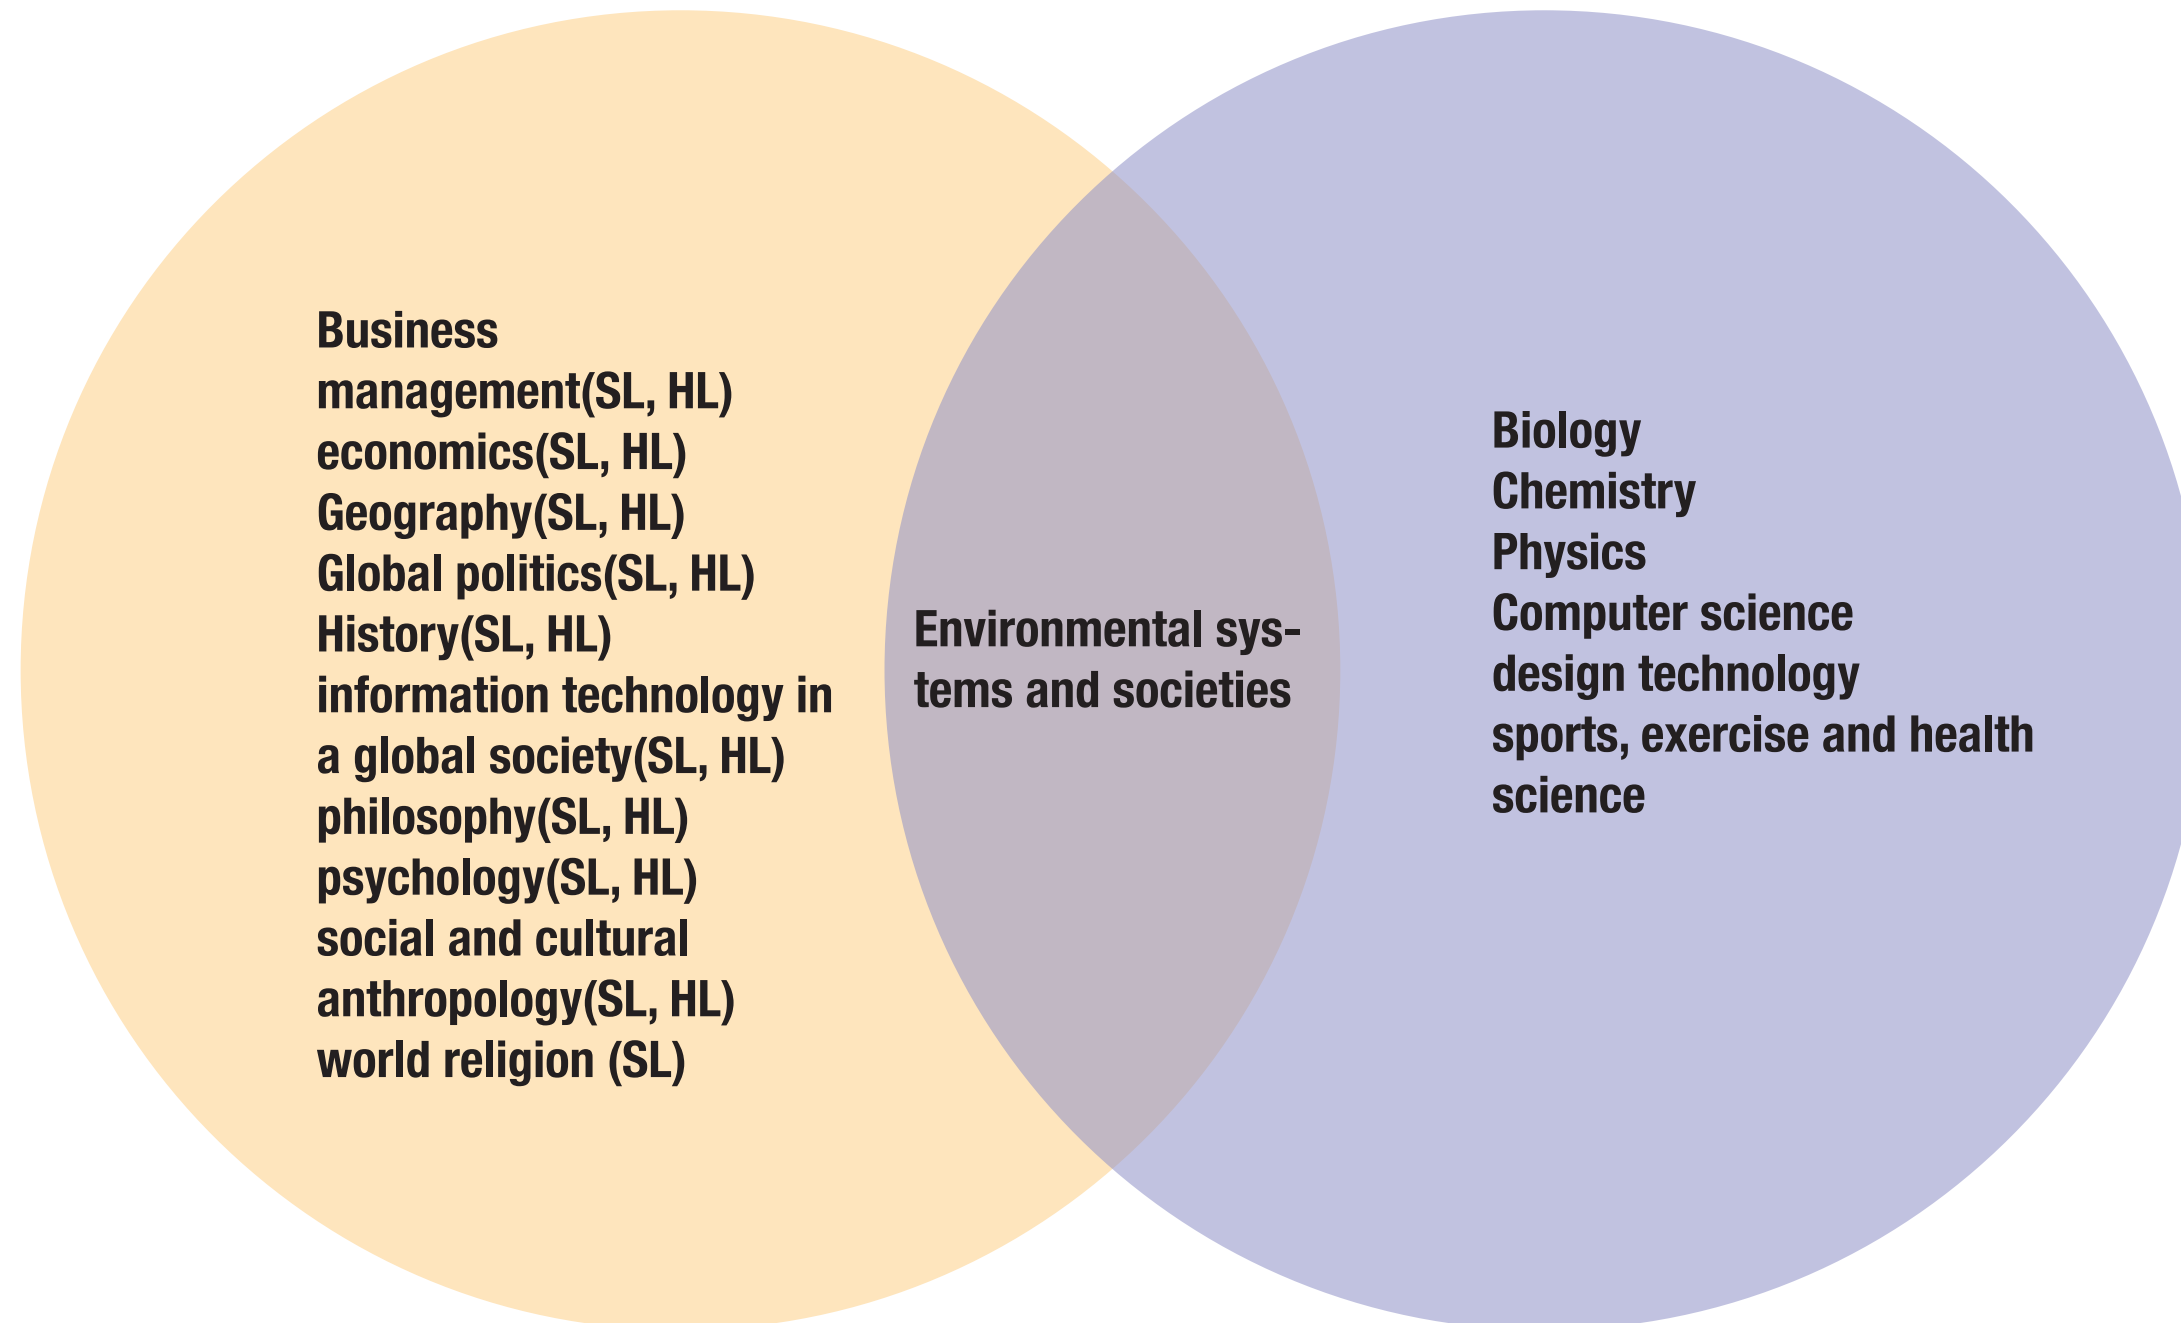 Business
management(SL, HL)
economics(SL, HL)
Geography(SL, HL)
Global politics(SL, HL)
History(SL, HL)
information technology in
a global society(SL, HL)
philosophy(SL, HL)
psychology(SL, HL)
social and cultural
anthropology(SL, HL)
world religion (SL)
Environmental sys-
tems and societies
Biology
Chemistry
Physics
Computer science
design technology
sports, exercise and health
science